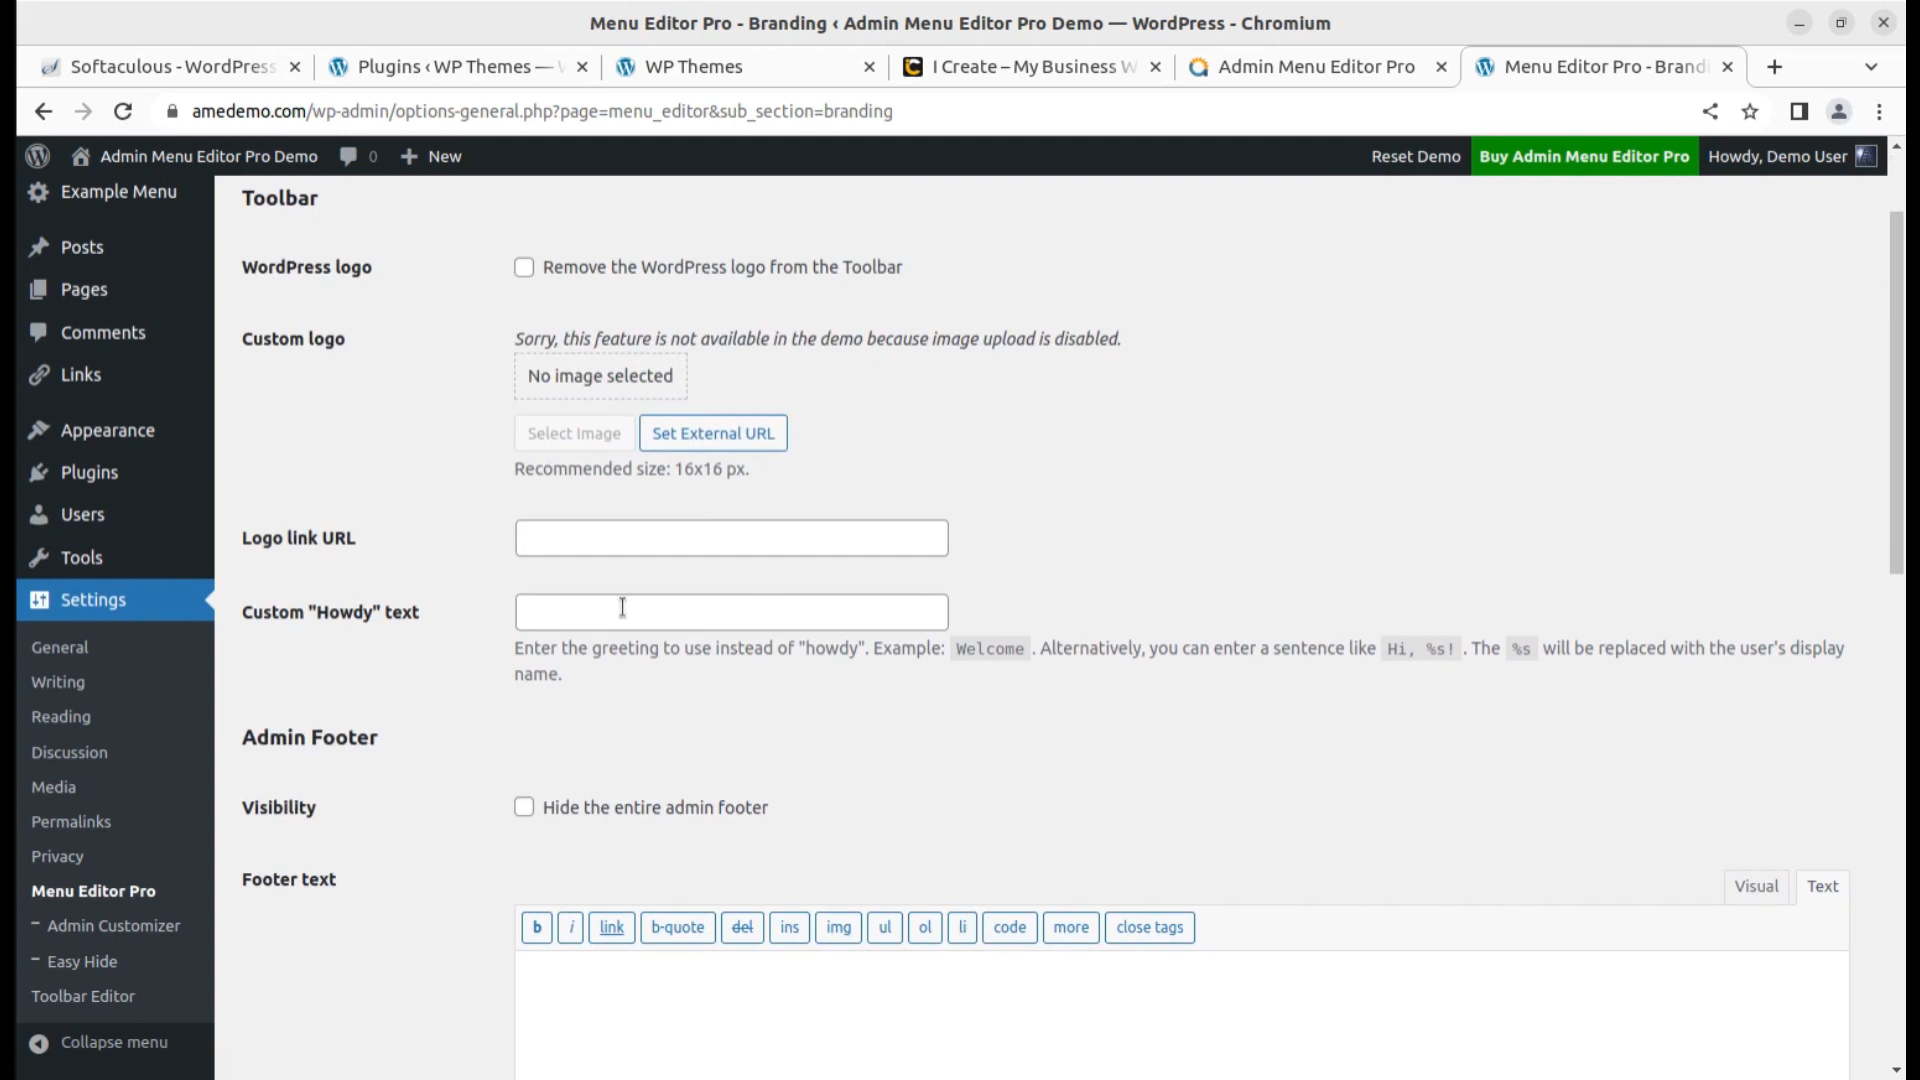 Menu Editor Pro - Branding ‹ Admin Menu Editor Pro Demo — WordPress - Chromium
Softaculous - WordPress
Plugins ‹ WP Themes —
WP Themes
I Create – My Business W
Admin Menu Editor Pro
Menu Editor Pro - Brandi
amedemo.com/wp-admin/options-general.php?page=menu_editor&sub_section=branding
Admin Menu Editor Pro Demo
0
New
Reset Demo
Buy Admin Menu Editor Pro
Howdy, Demo User
Example Menu
Posts
Pages
Comments
Links
Appearance
Plugins
Users
Tools
Settings
General
Writing
Reading
Discussion
Media
Permalinks
Privacy
Menu Editor Pro
– Admin Customizer
– Easy Hide
Toolbar Editor
Collapse menu
Toolbar
WordPress logo
Remove the WordPress logo from the Toolbar
Custom logo
Sorry, this feature is not available in the demo because image upload is disabled.
No image selected
Select Image
Set External URL
Recommended size: 16x16 px.
Logo link URL
Custom "Howdy" text
Enter the greeting to use instead of "howdy". Example: Welcome . Alternatively, you can enter a sentence like Hi, %s! . The %s will be replaced with the user's display
name.
Admin Footer
Visibility
Hide the entire admin footer
Footer text
Visual
Text
b
i
link
b-quote
del
ins
img
ul
ol
li
code
more
close tags